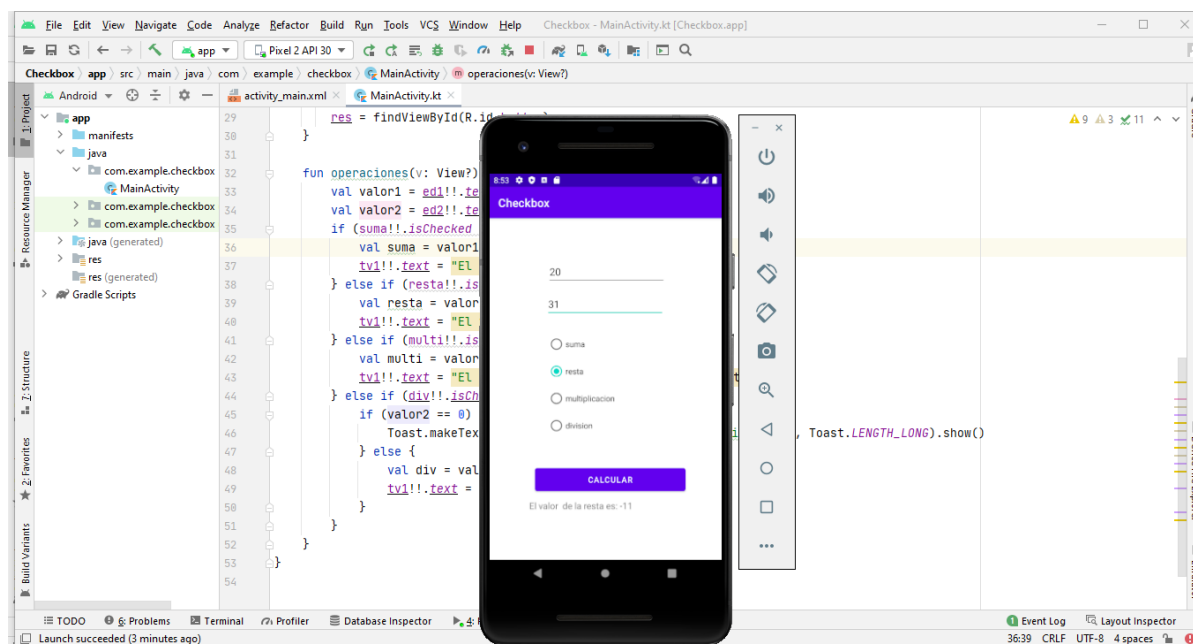 File Edit View Navigate Code Analyze Refactor Build Run Tools VCS Window Help Checkbox - MainActivity.kt [Checkbox.app]
app Pixel 2 API 30
Checkbox app src main java com example checkbox MainActivity operaciones(v: View?)
Android activity_main.xml MainActivity.kt
1: Project
Resource Manager
Z: Structure
2: Favorites
Build Variants
app
manifests
java
com.example.checkbox
MainActivity
com.example.checkbox
com.example.checkbox
java (generated)
res
res (generated)
Gradle Scripts
9 3 11
29 res = findViewById(R.id
30 }
31
32 fun operaciones(v: View?)
33 val valor1 = ed1!!.te
34 val valor2 = ed2!!.te
35 if (suma!!.isChecked
36 val suma = valor1
37 tv1!!.text = "El
38 } else if (resta!!.is
39 val resta = valor
40 tv1!!.text = "El
41 } else if (multi!!.is
42 val multi = valor
43 tv1!!.text = "El
44 } else if (div!!.isCh
45 if (valor2 == 0)
46 Toast.makeTex , Toast.LENGTH_LONG).show()
47 } else {
48 val div = val
49 tv1!!.text =
50 }
51 }
52 }
53 }
54
8:53
Checkbox
20
31
suma
resta
multiplicacion
division
CALCULAR
El valor de la resta es: -11
TODO 6: Problems Terminal Profiler Database Inspector 4: Event Log Layout Inspector
Launch succeeded (3 minutes ago) 36:39 CRLF UTF-8 4 spaces